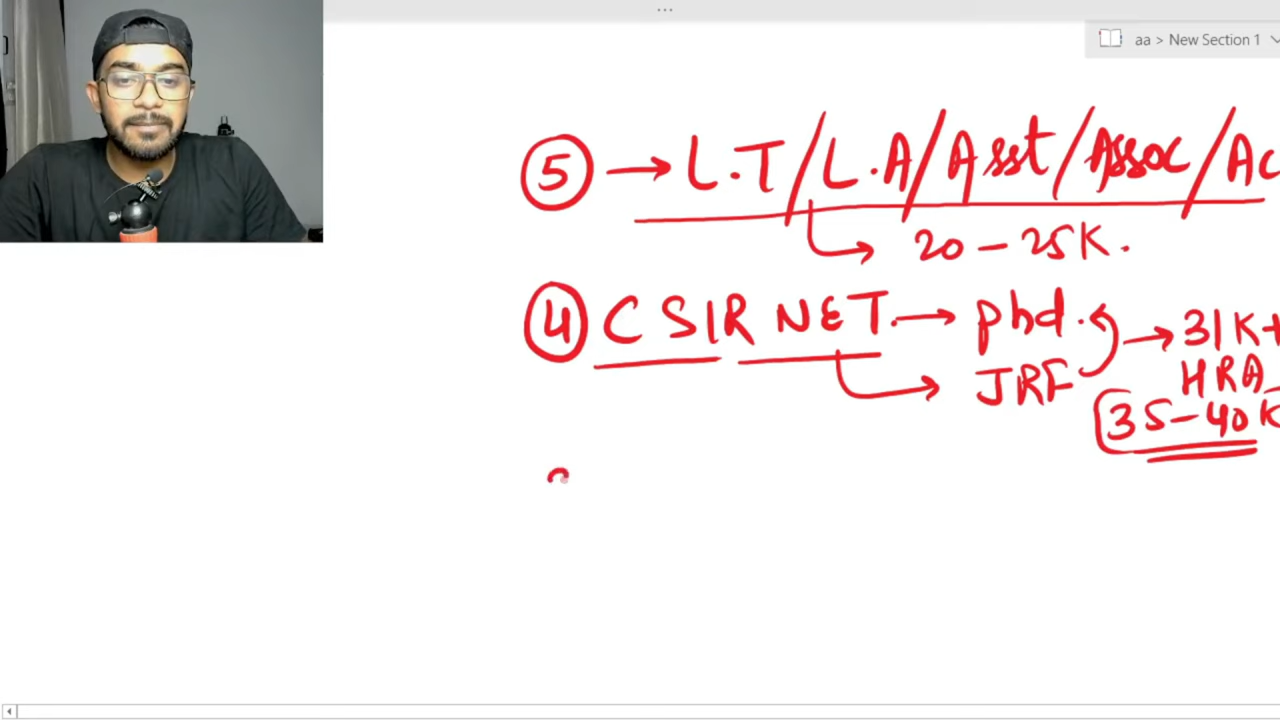 aa > New Section 1
5 → L.T / L.A / Asst / Assoc / Ac
20 - 25K.
4 CSIR NET. → phd. → 31K+
JRF HRA
35-40K